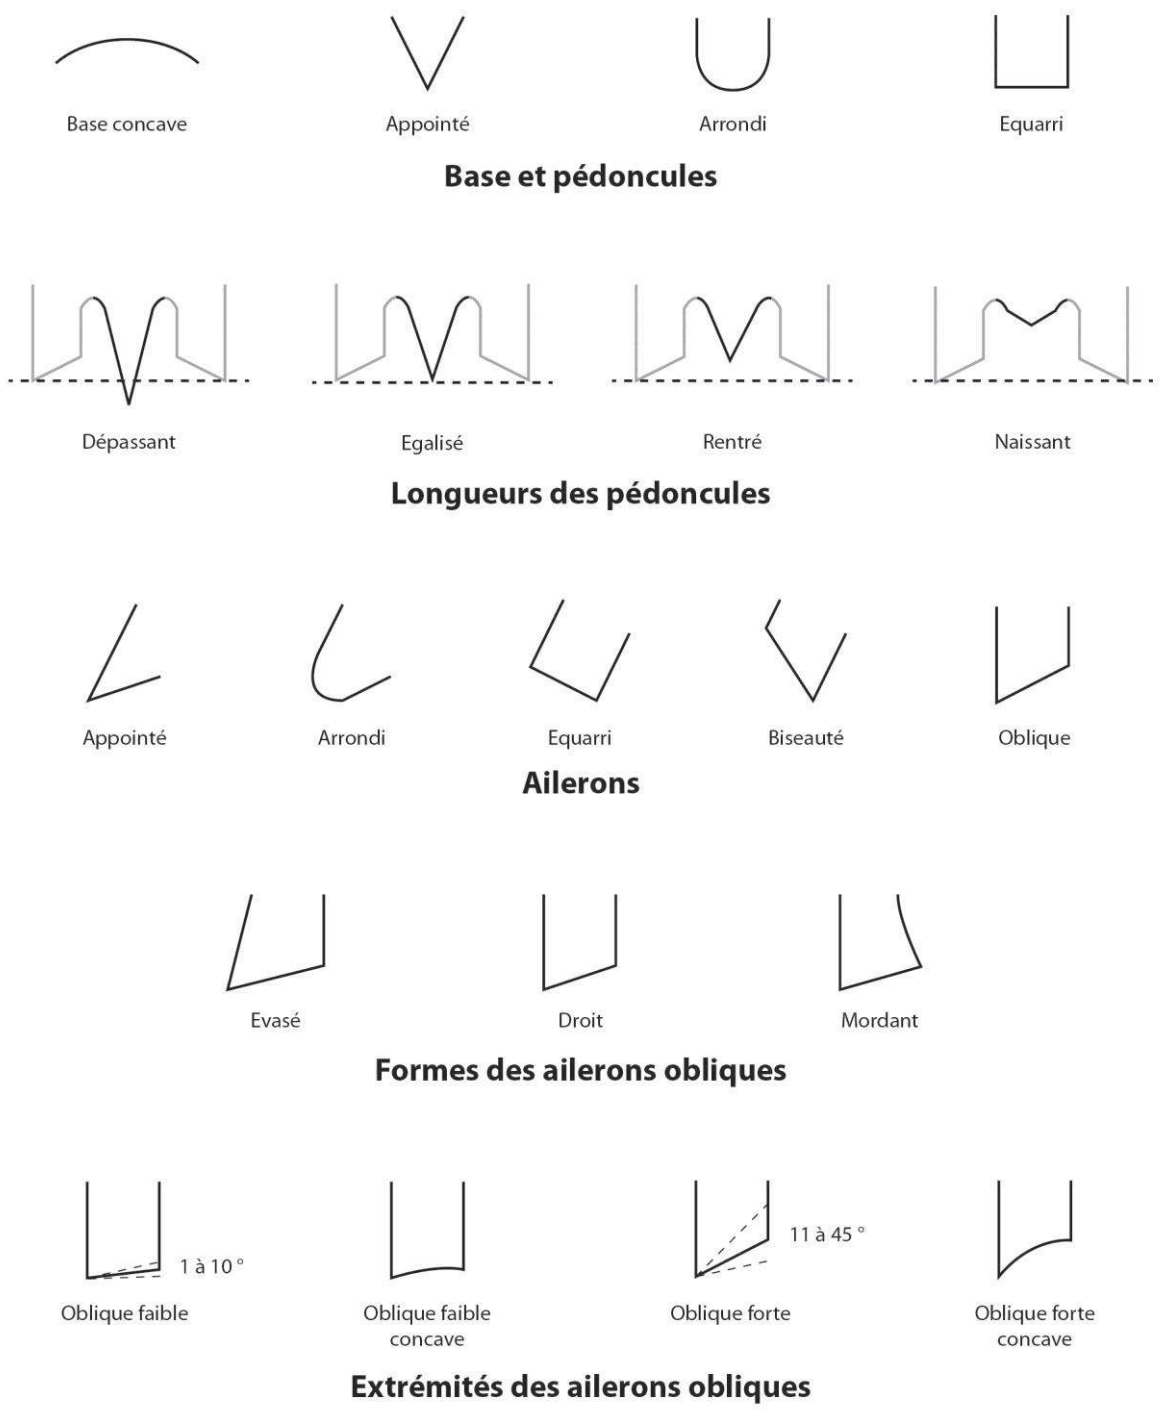 Base concave
Appointé
Arrondi
Equarri
Base et pédoncules
Dépassant
Egalisé
Rentré
Naissant
Longueurs des pédoncules
Appointé
Arrondi
Equarri
Biseauté
Oblique
Ailerons
Evasé
Droit
Mordant
Formes des ailerons obliques
1 à 10 °
11 à 45 °
Oblique faible
Oblique faible
concave
Oblique forte
Oblique forte
concave
Extrémités des ailerons obliques